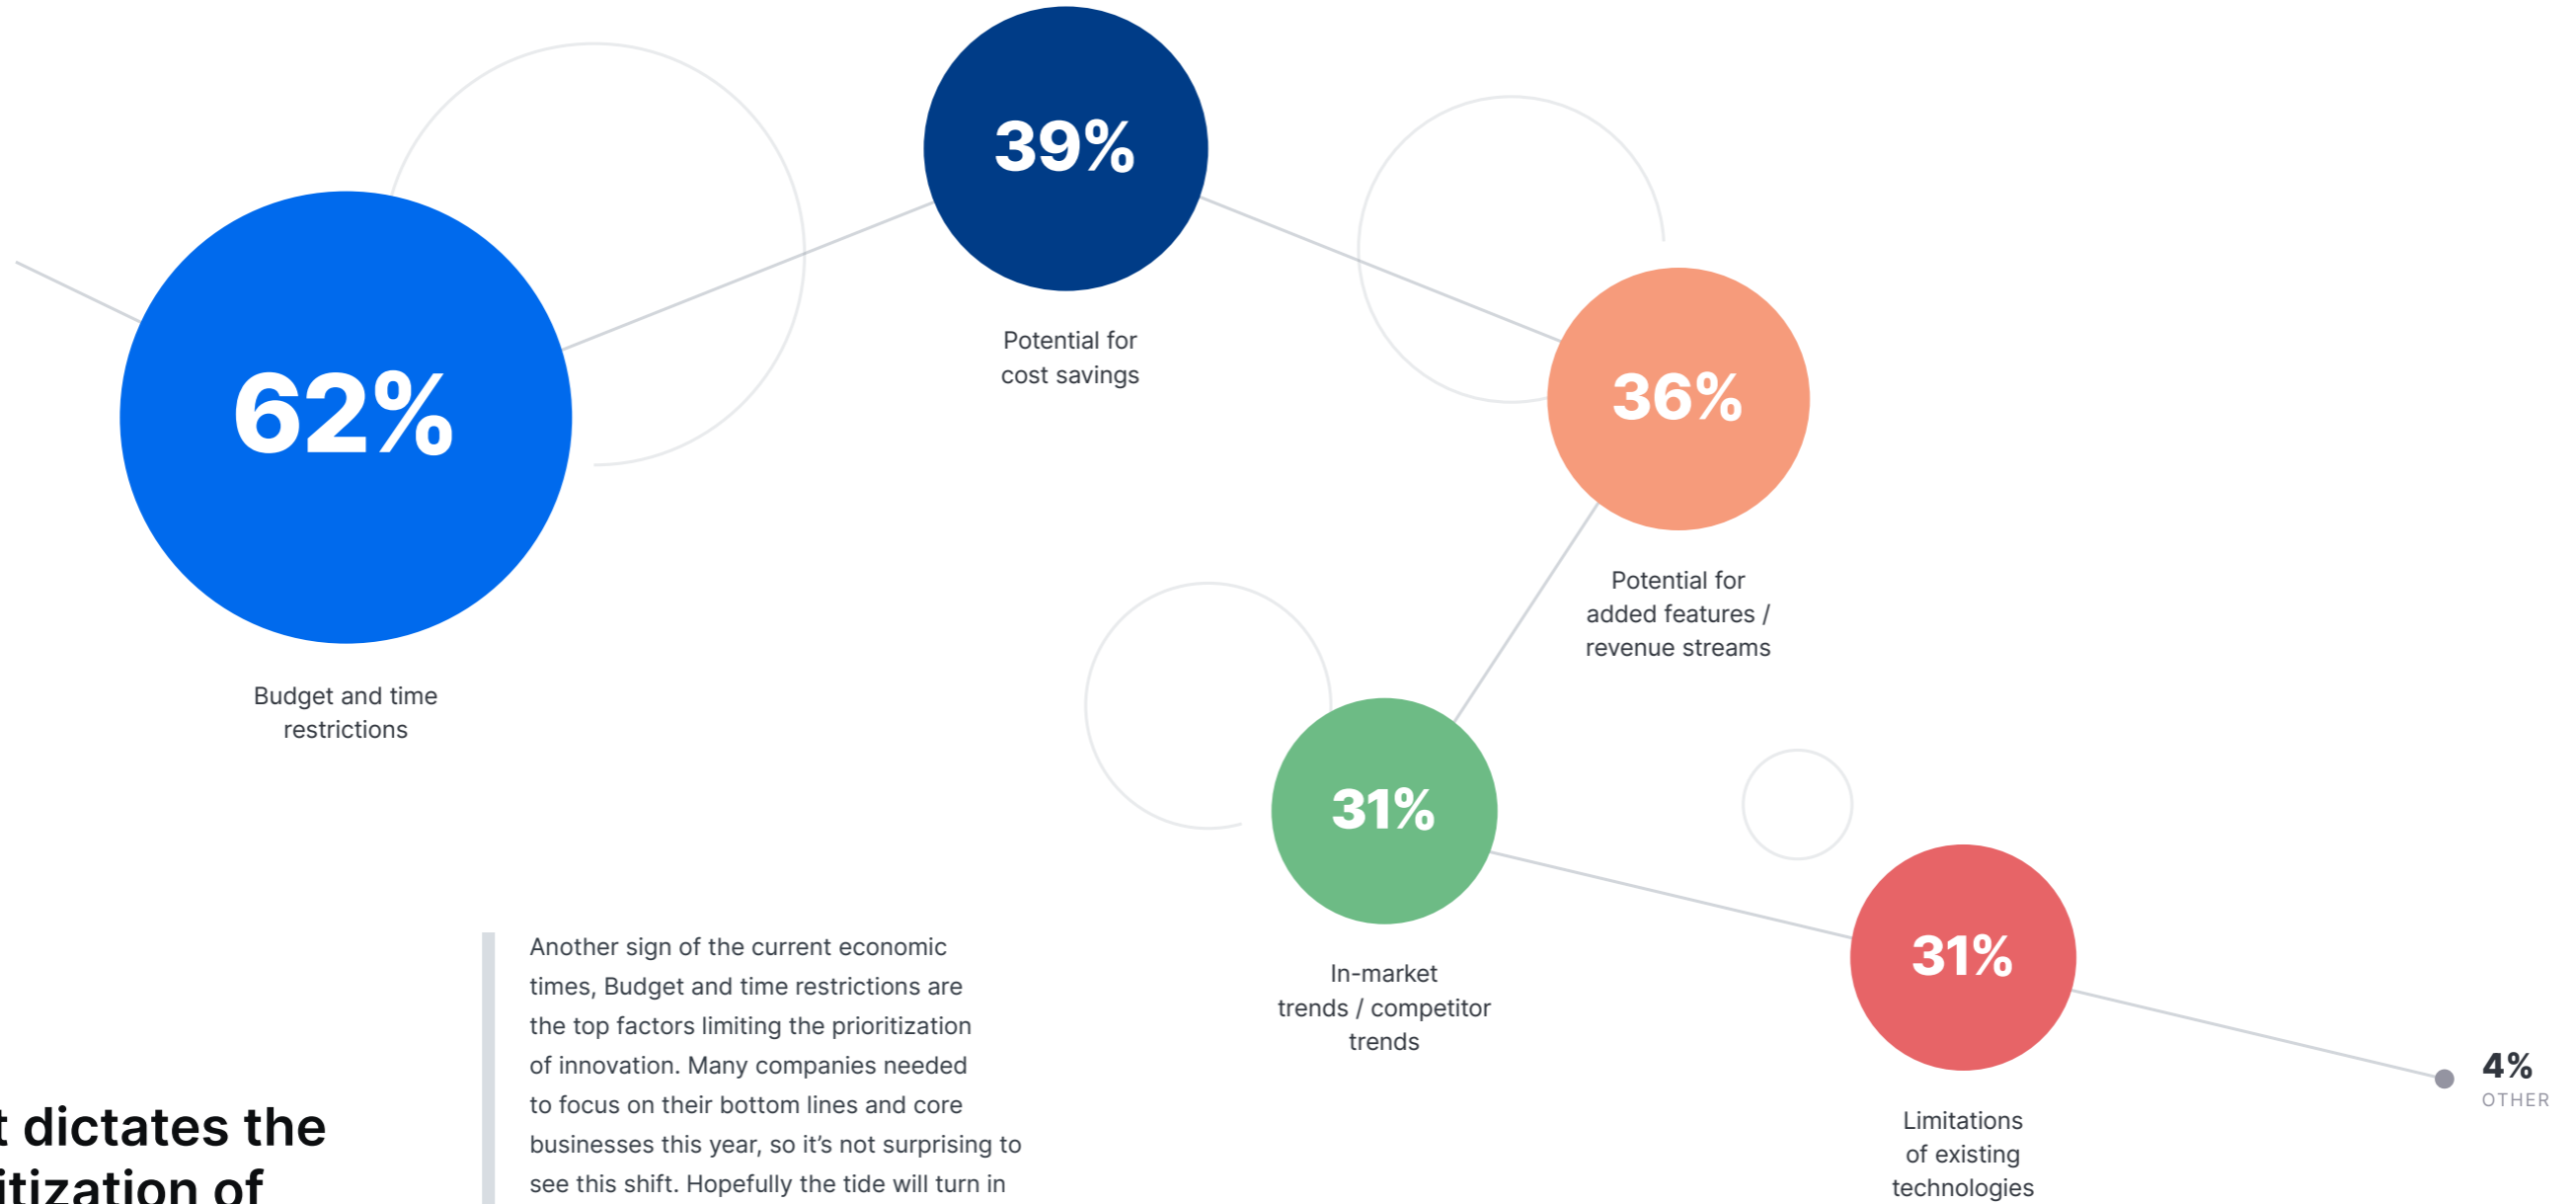 39%
Potential for
cost savings
62%
Budget and time
restrictions
36%
Potential for
added features /
revenue streams
31%
In-market
trends / competitor
trends
31%
Limitations
of existing
technologies
4%
OTHER
dictates the
of
Another sign of the current economic
times, Budget and time restrictions are
the top factors limiting the prioritization
of innovation. Many companies needed
to focus on their bottom lines and core
businesses this year, so it’s not surprising to
see this shift. Hopefully the tide will turn in